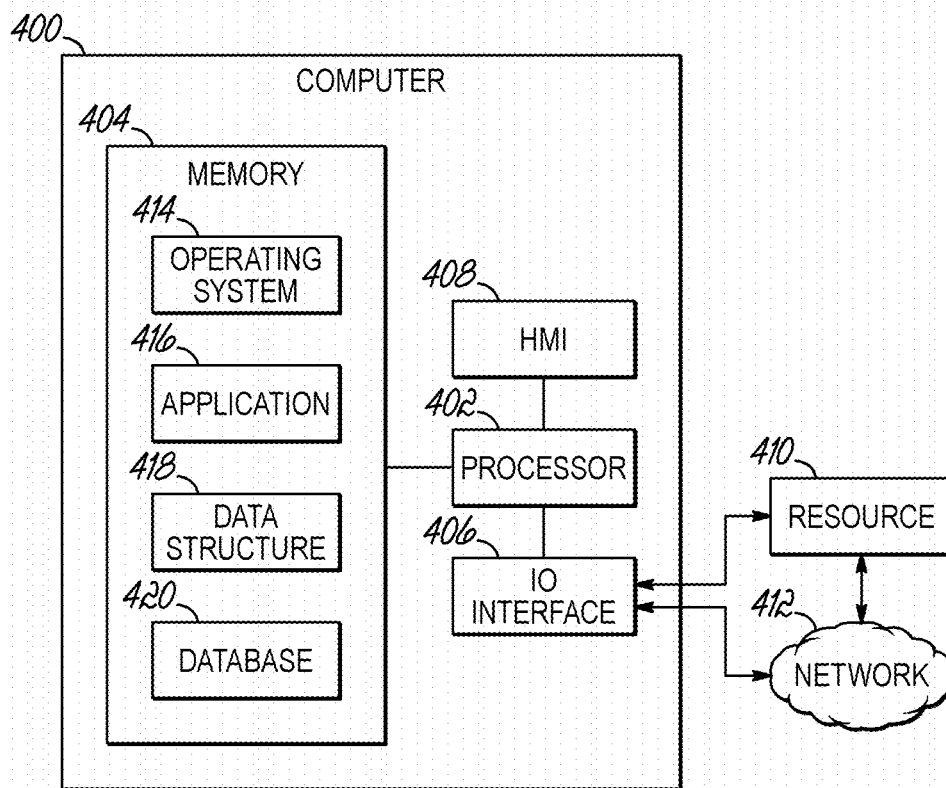 400
COMPUTER
404
MEMORY
414
OPERATING
SYSTEM
416
APPLICATION
418
DATA
STRUCTURE
420
DATABASE
408
HMI
402
PROCESSOR
406
IO
INTERFACE
410
RESOURCE
412
NETWORK